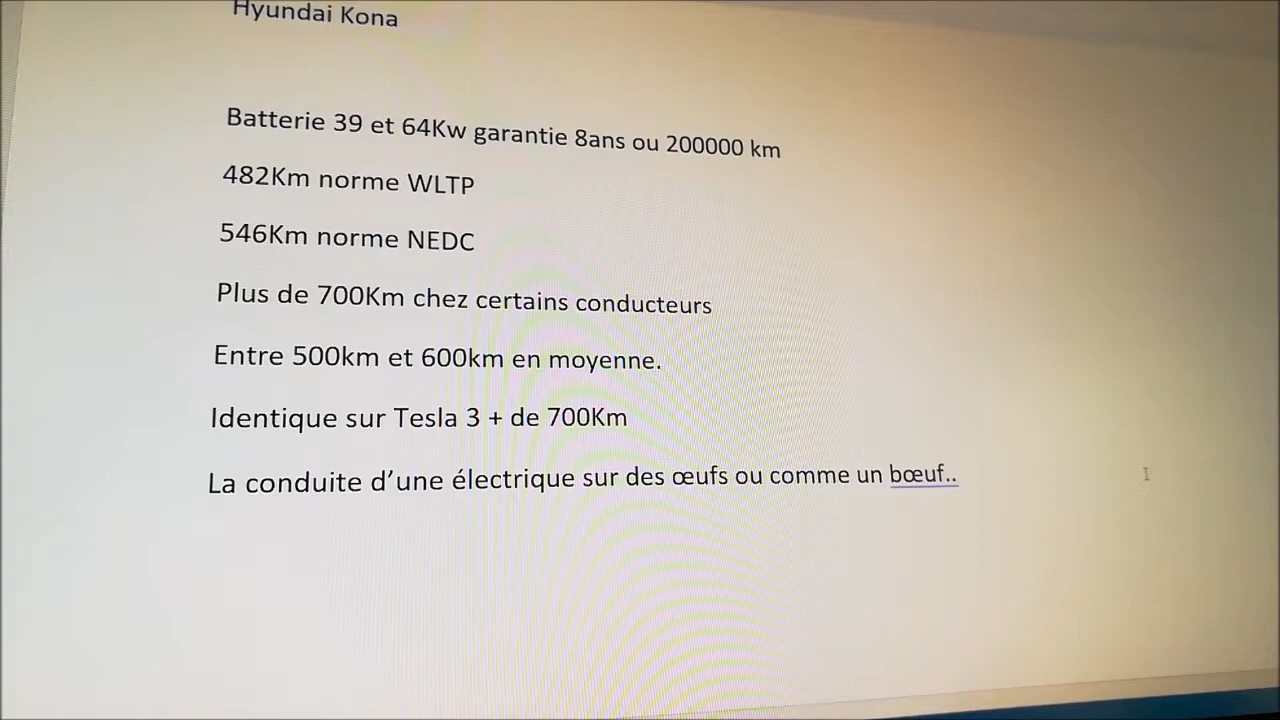 Hyundai Kona
Batterie 39 et 64Kw garantie 8ans ou 200000 km
482Km norme WLTP
546Km norme NEDC
Plus de 700Km chez certains conducteurs
Entre 500km et 600km en moyenne.
Identique sur Tesla 3 + de 700Km
La conduite d’une électrique sur des œufs ou comme un bœuf..